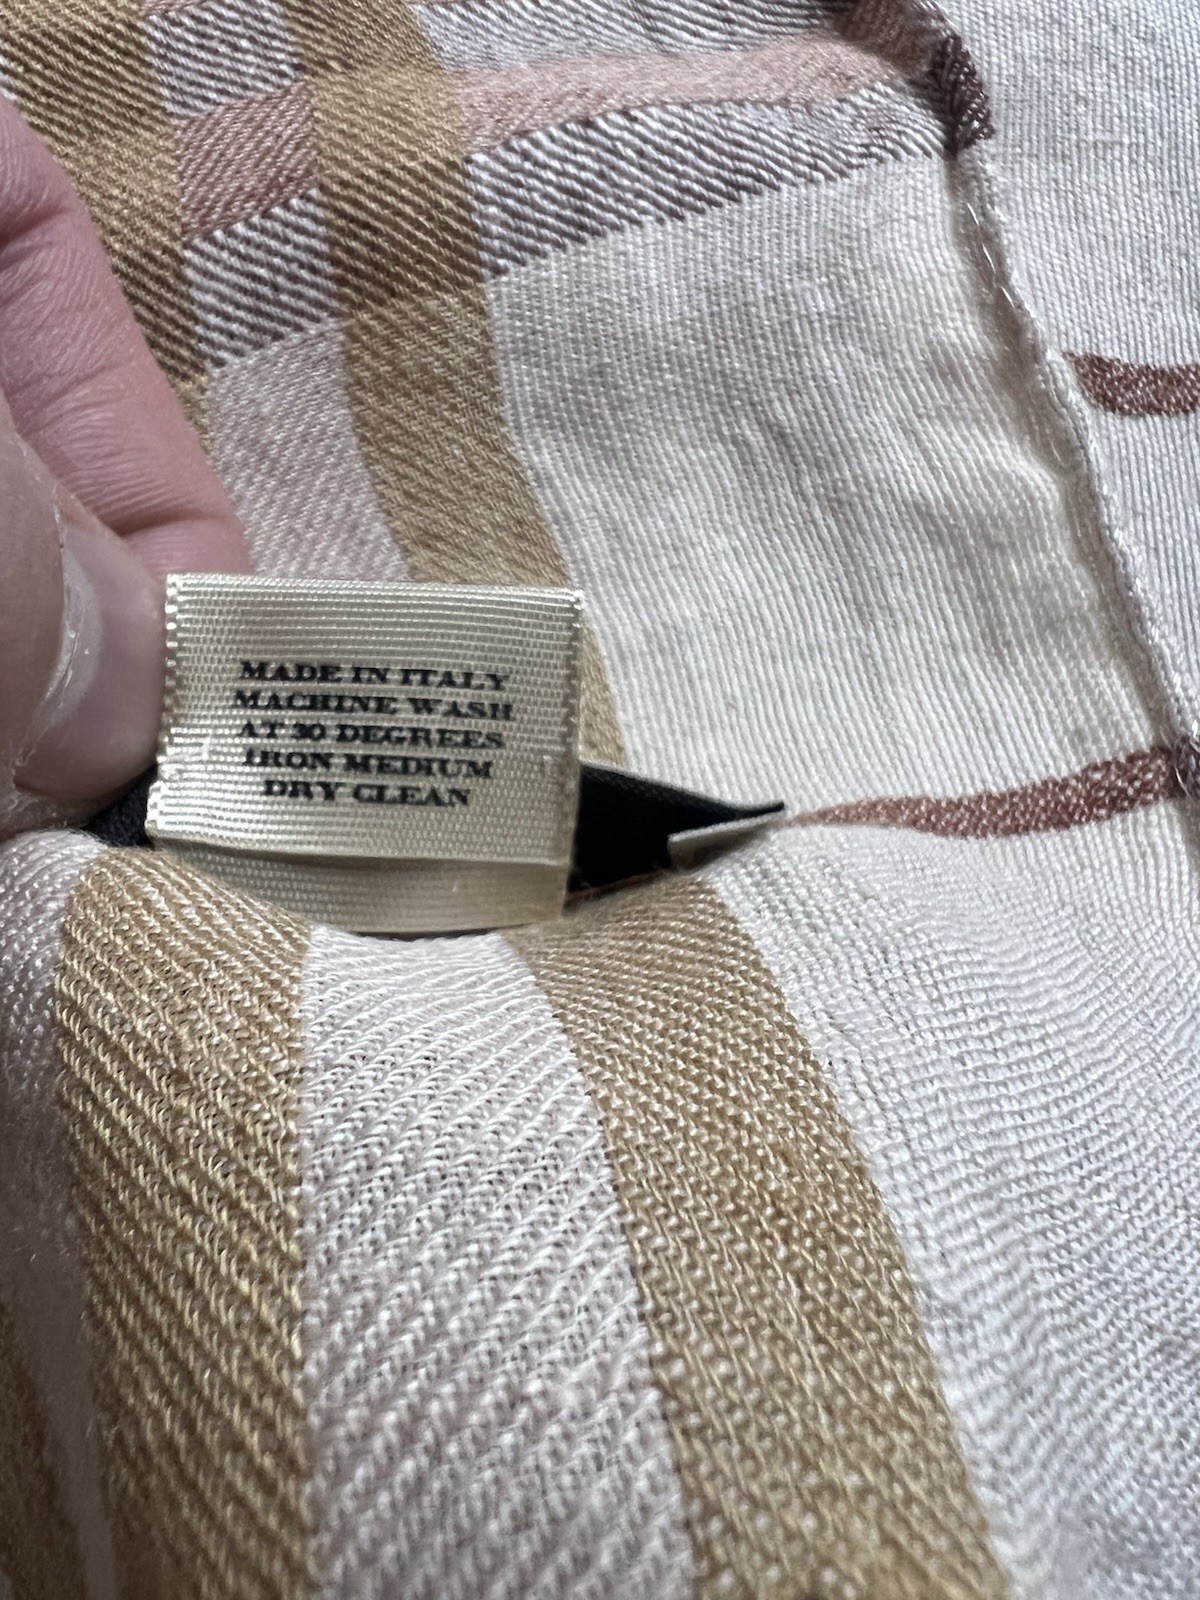 MADE IN ITALY
MACHINE WASH
AT 30 DEGREES
IRON MEDIUM
DRY CLEAN